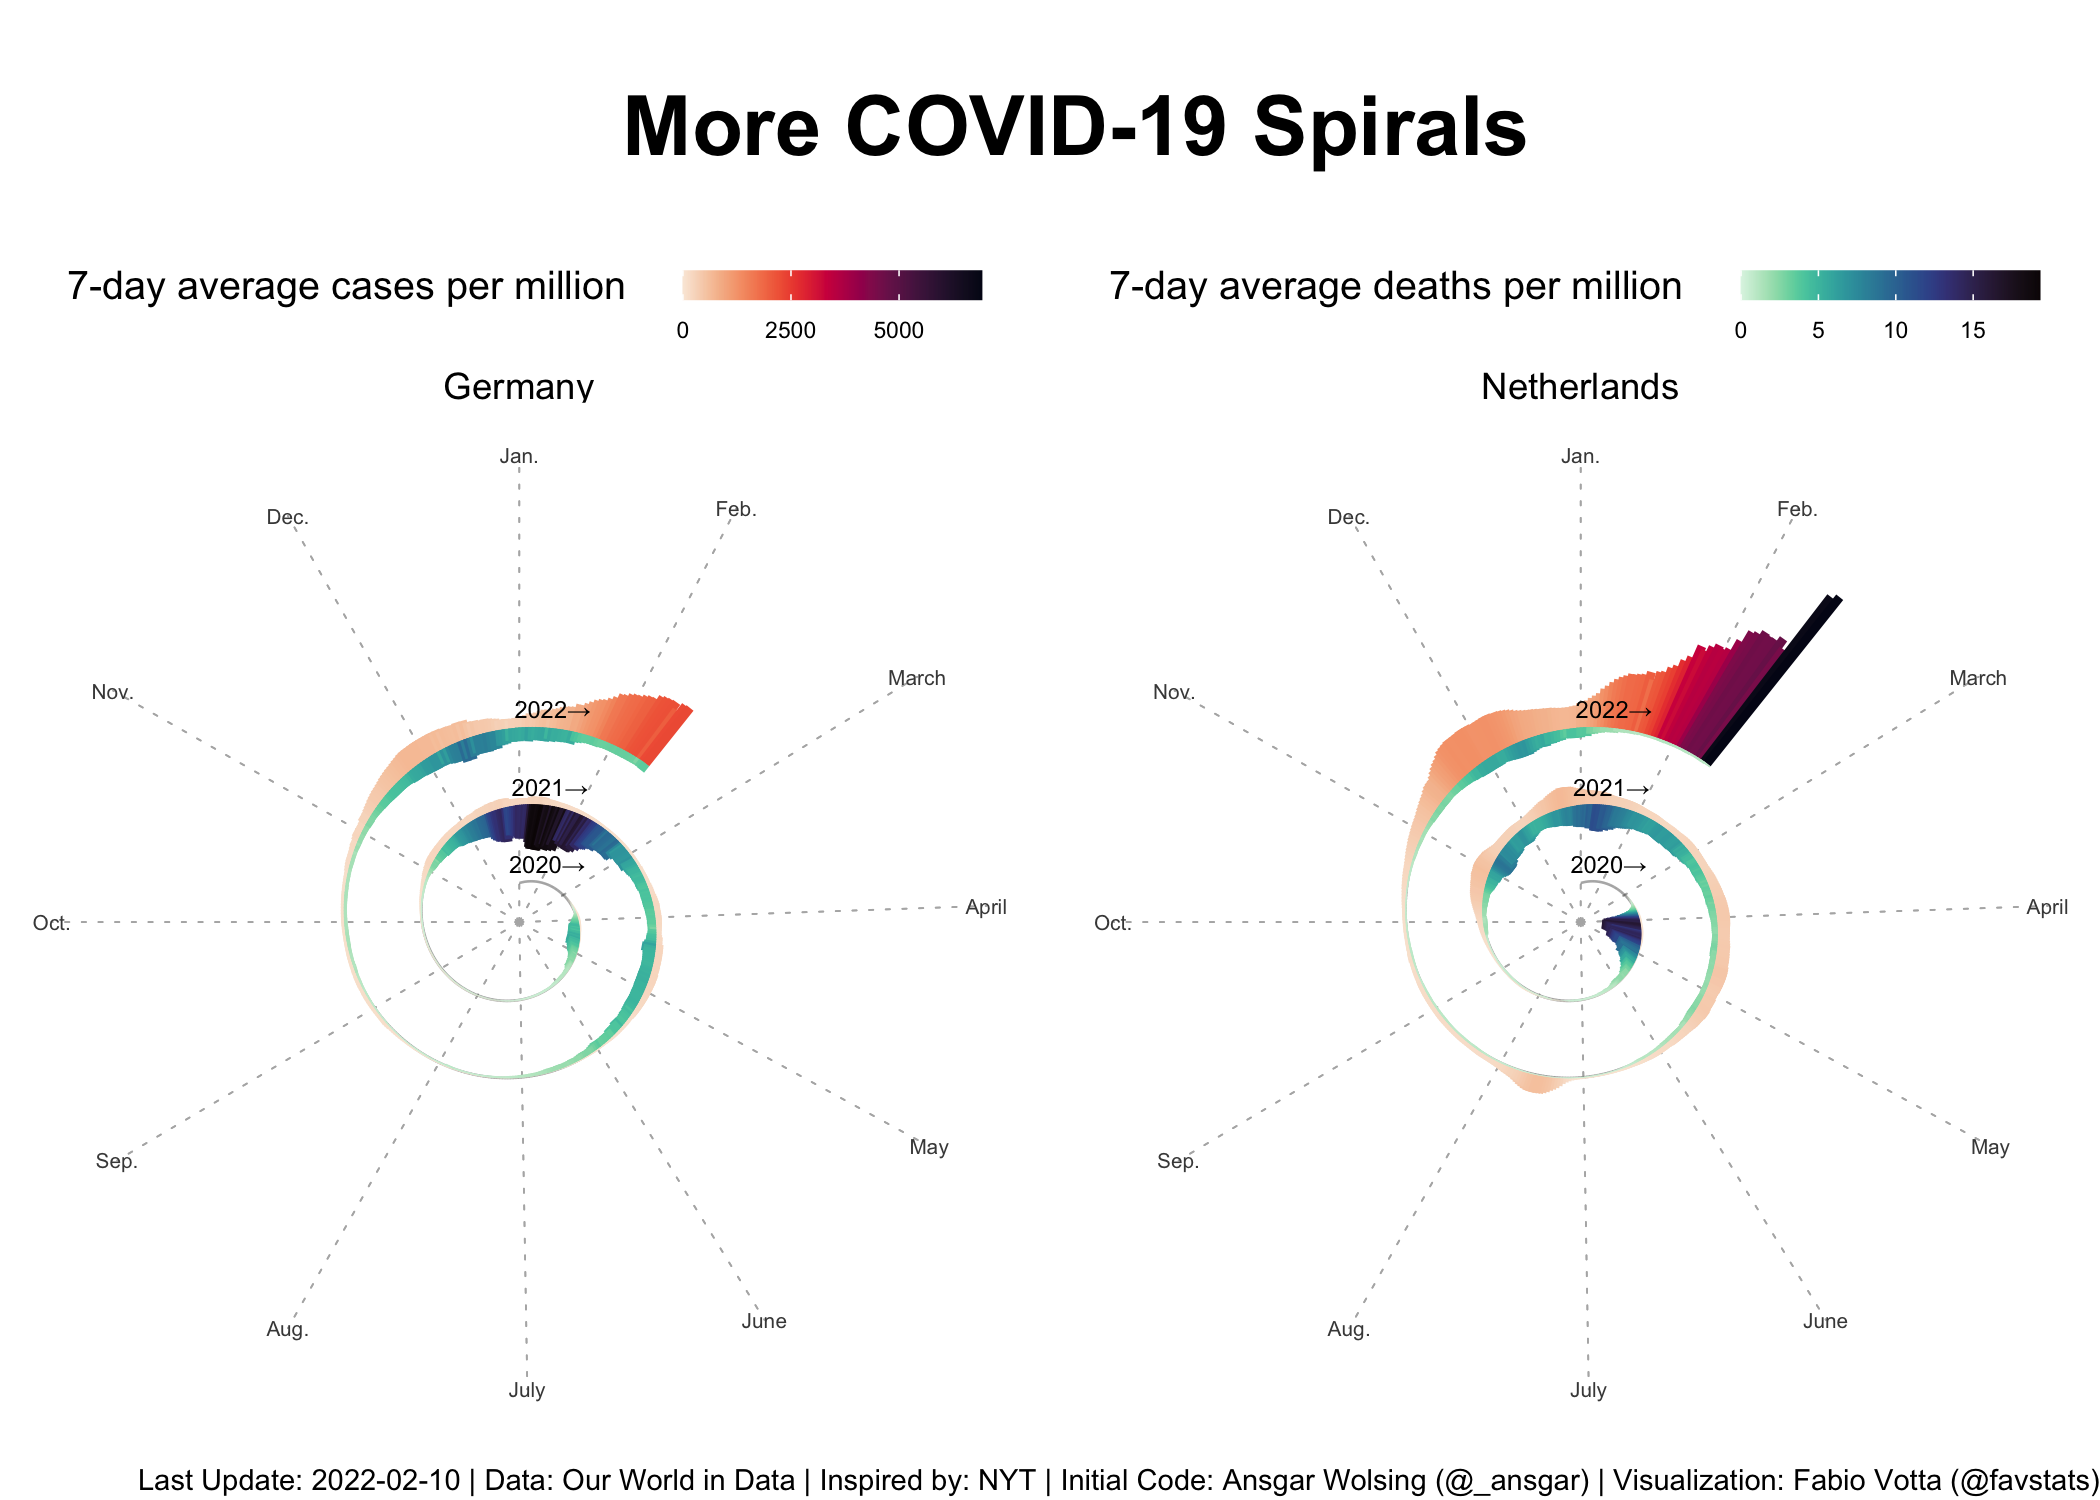 More COVID-19 Spirals
7-day average cases per million
0 2500 5000
7-day average deaths per million
0 5 10 15
Germany
Jan.
Feb.
March
April
May
June
July
Aug.
Sep.
Oct.
Nov.
Dec.
2022→
2021→
2020→
Netherlands
Jan.
Feb.
March
April
May
June
July
Aug.
Sep.
Oct.
Nov.
Dec.
2022→
2021→
2020→
Last Update: 2022-02-10 | Data: Our World in Data | Inspired by: NYT | Initial Code: Ansgar Wolsing (@_ansgar) | Visualization: Fabio Votta (@favstats)